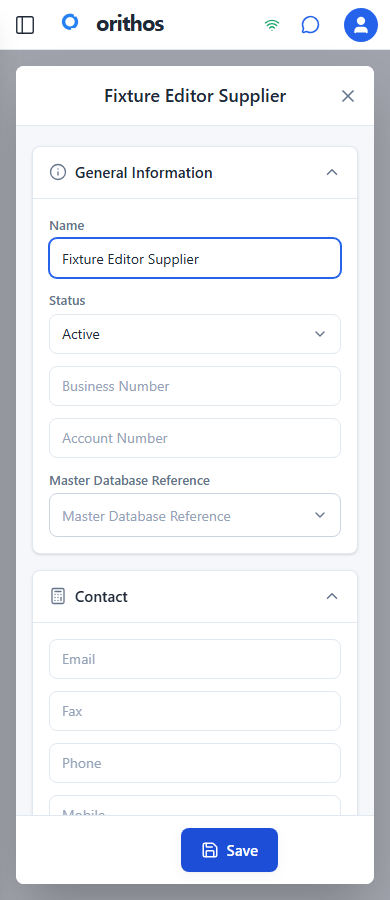 orithos
Fixture Editor Supplier
General Information
Name
Fixture Editor Supplier
Status
Active
Business Number
Account Number
Master Database Reference
Master Database Reference
Contact
Email
Fax
Phone
Mobile
Save